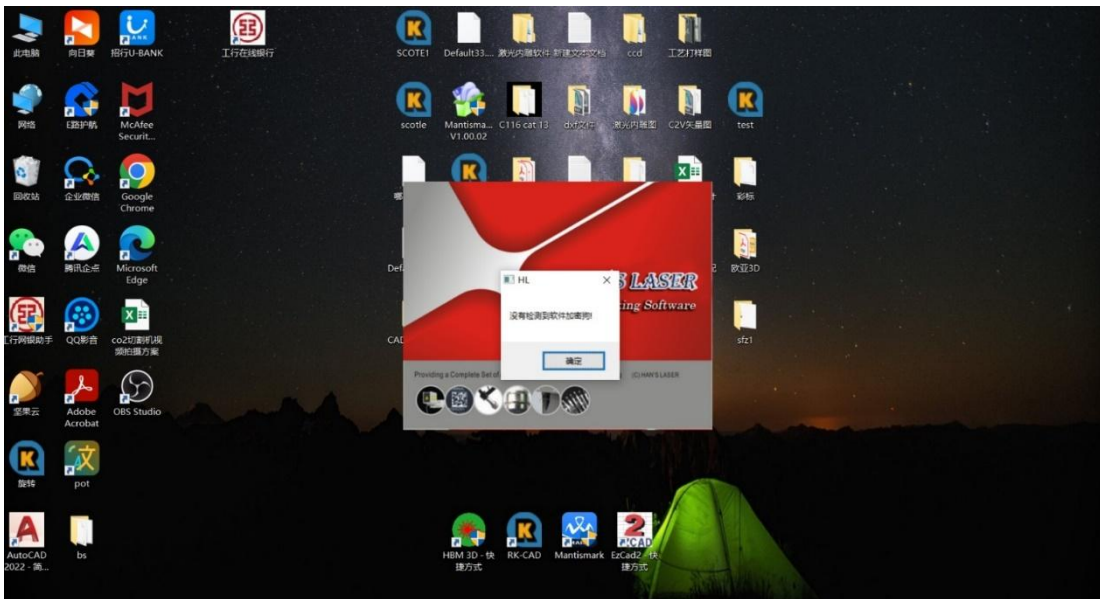 此电脑
向日葵
招行U-BANK
工行在线银行
SCOTE1
Default33....
激光内雕软件
新建文本文档
ccd
工艺打样图
网络
E路护航
McAfee
Securit...
scotle
Mantisma...
V1.00.02
C116 cat 13
dxf文件
激光内雕图
C2V矢量图
test
回收站
企业微信
Google
Chrome
彩标
微信
腾讯企点
Microsoft
Edge
Def
欧亚3D
HL
没有检测到软件加密狗!
确定
S LASER
ing Software
Providing a Complete Set of
(C) HAN'S LASER
工行网银助手
QQ影音
co2切割机视
频拍摄方案
CAD
sfz1
坚果云
Adobe
Acrobat
OBS Studio
旋转
pot
AutoCAD
2022 - 简...
bs
HBM 3D - 快
捷方式
RK-CAD
Mantismark
EzCad2 - 快
捷方式